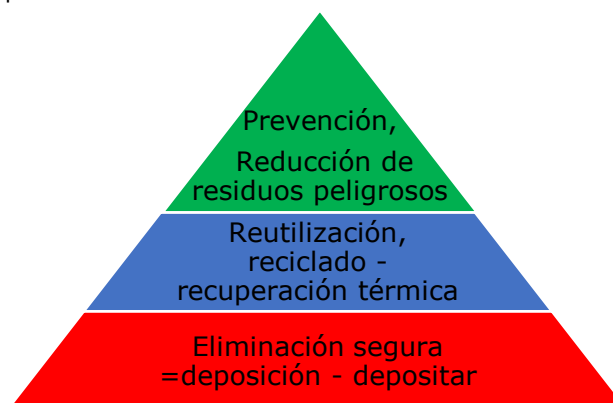 Prevención,
Reducción de
residuos peligrosos
Reutilización,
reciclado -
recuperación térmica
Eliminación segura
=deposición - depositar